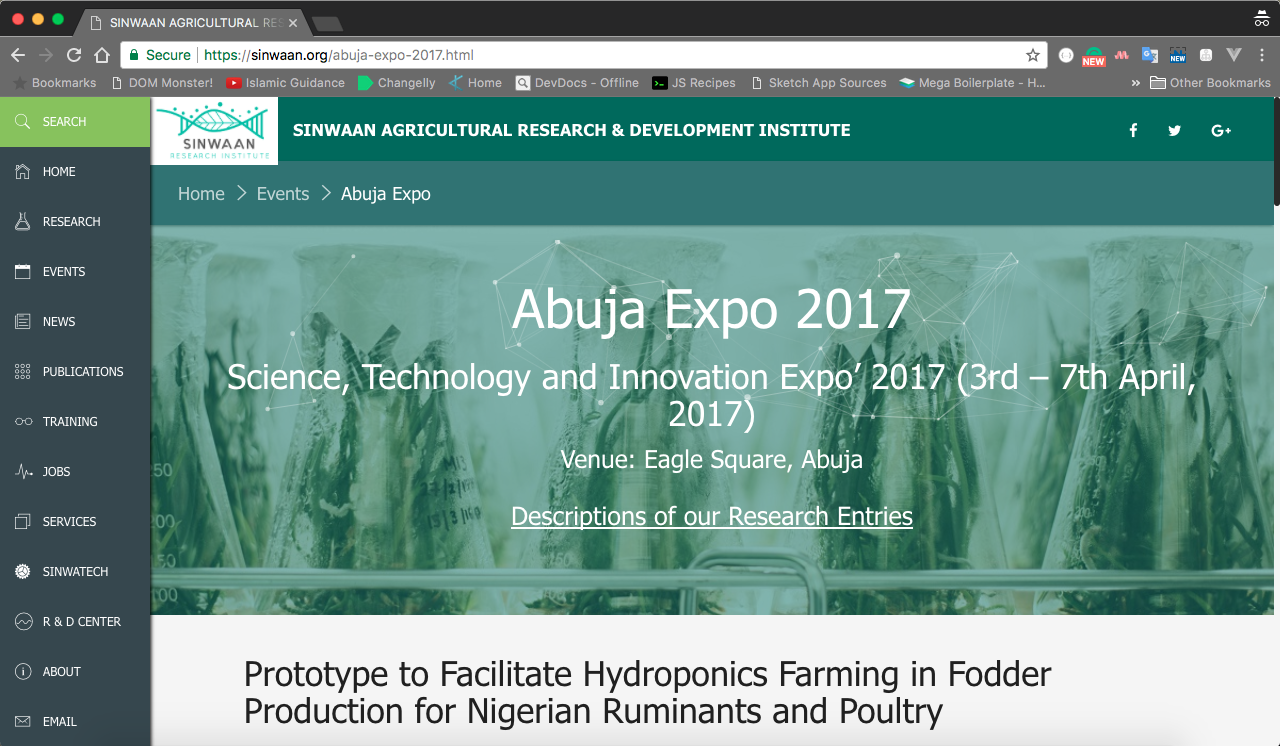 SINWAAN AGRICULTURAL RES
Secure https://sinwaan.org/abuja-expo-2017.html
NEW
NEW
Bookmarks DOM Monster! Islamic Guidance Changelly Home DevDocs - Offline JS Recipes Sketch App Sources Mega Boilerplate - H... » Other Bookmarks
SEARCH
HOME
RESEARCH
EVENTS
NEWS
PUBLICATIONS
TRAINING
JOBS
SERVICES
SINWATECH
R & D CENTER
ABOUT
EMAIL
SINWAAN
RESEARCH INSTITUTE
SINWAAN AGRICULTURAL RESEARCH & DEVELOPMENT INSTITUTE
G+
Home > Events > Abuja Expo
Abuja Expo 2017
Science, Technology and Innovation Expo’ 2017 (3rd – 7th April,
2017)
Venue: Eagle Square, Abuja
Descriptions of our Research Entries
250
200
150
100
Prototype to Facilitate Hydroponics Farming in Fodder
Production for Nigerian Ruminants and Poultry